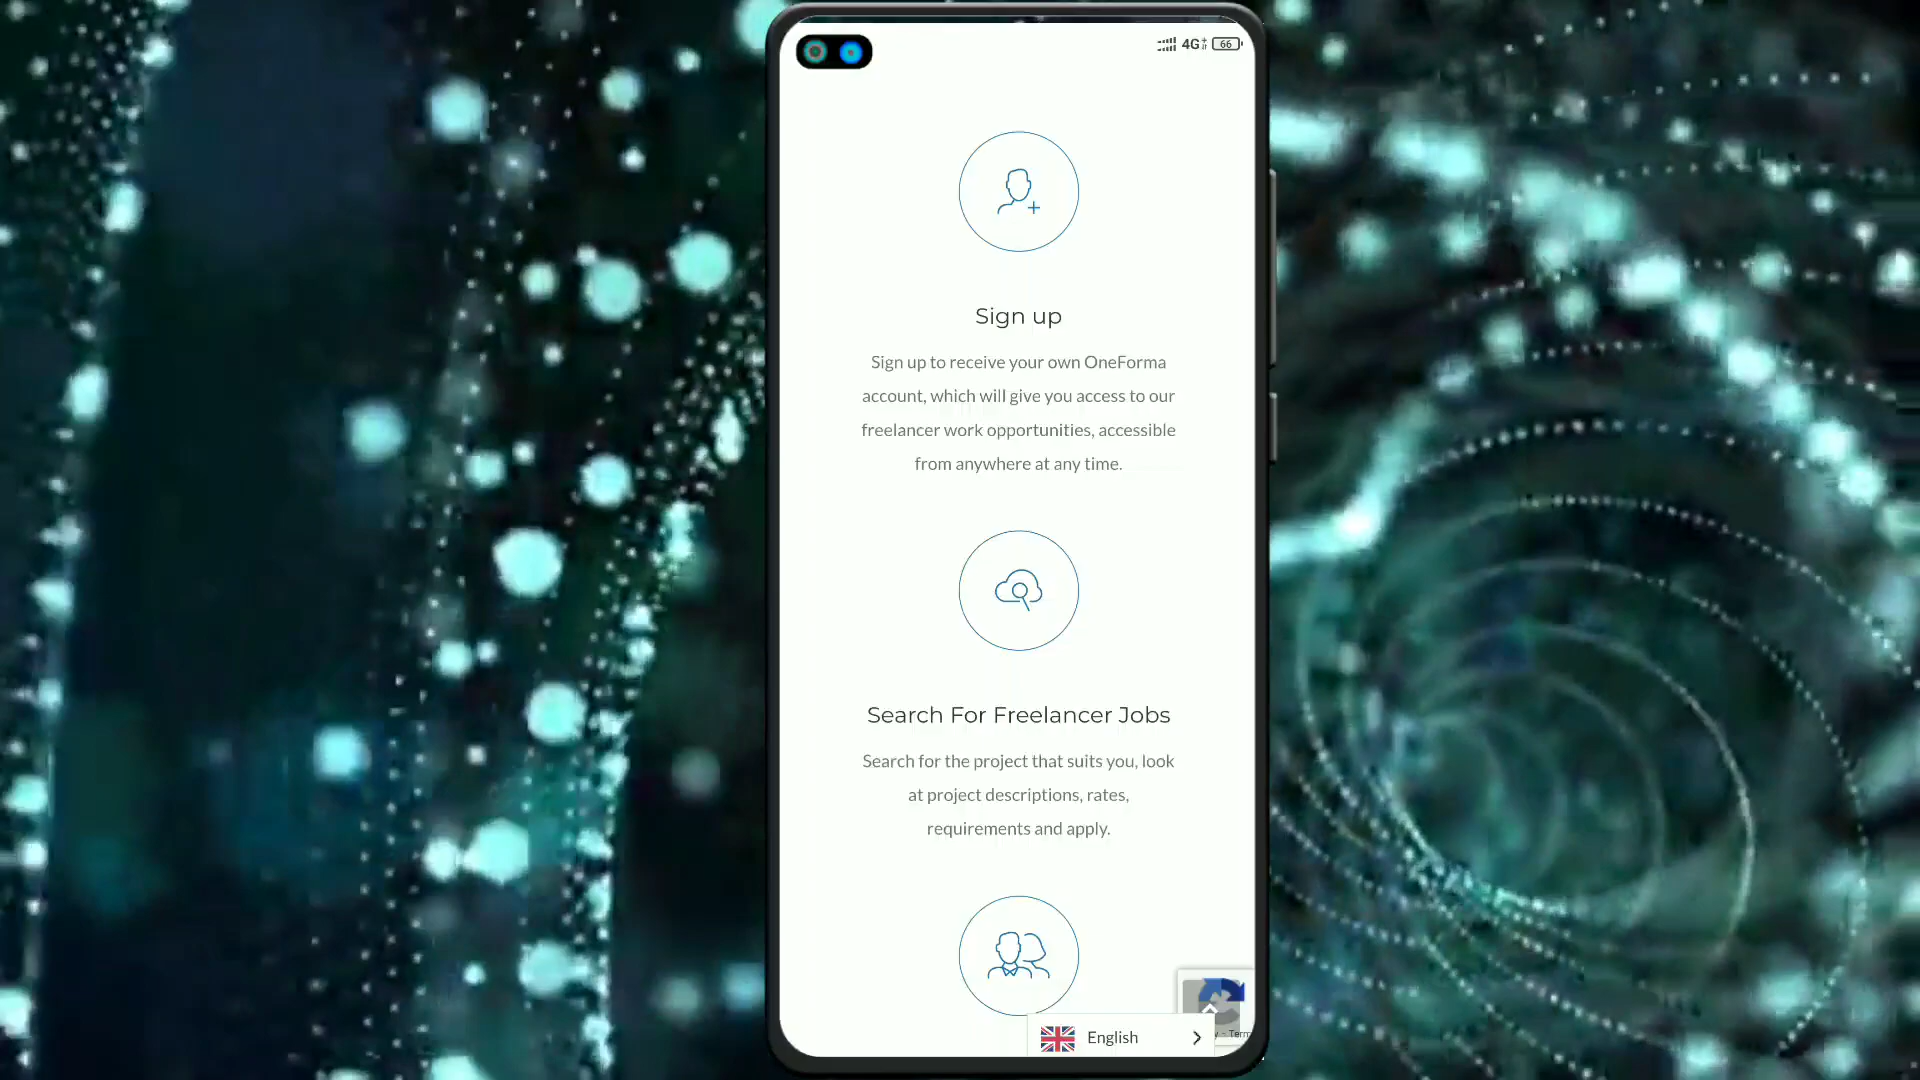 4G 66
Sign up
Sign up to receive your own OneForma
account, which will give you access to our
freelancer work opportunities, accessible
from anywhere at any time.
Search For Freelancer Jobs
Search for the project that suits you, look
at project descriptions, rates,
requirements and apply.
English